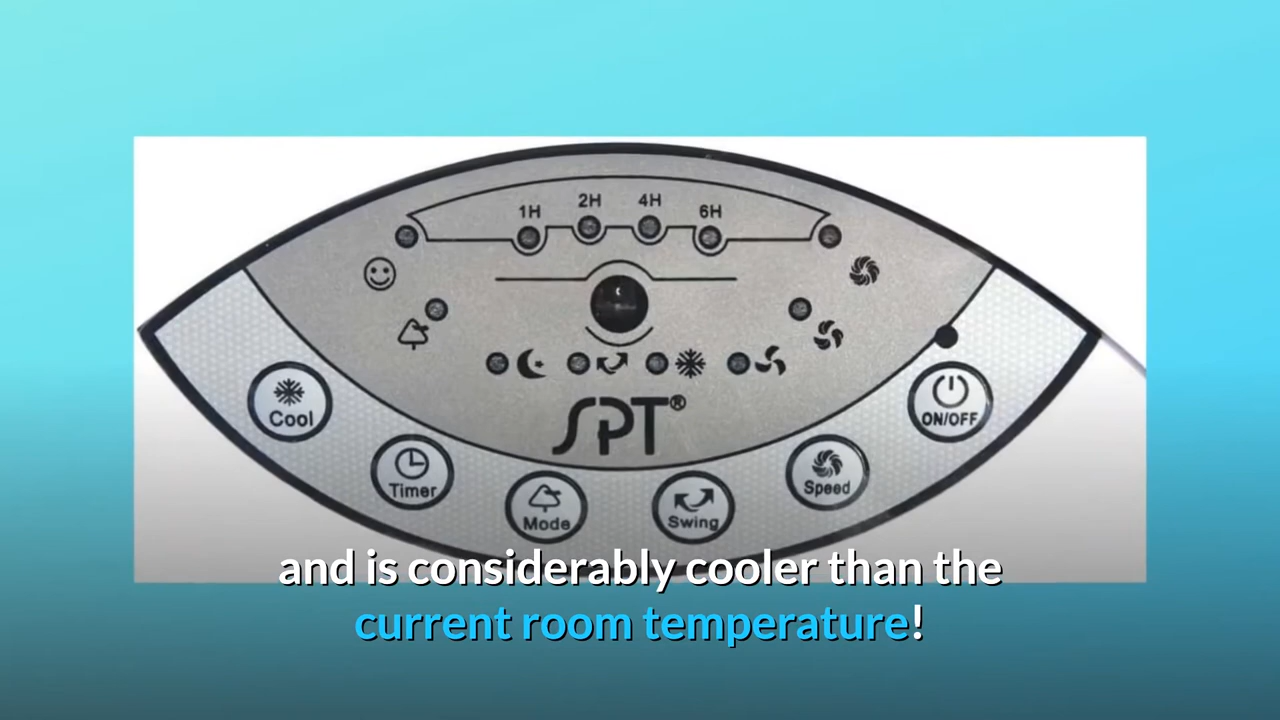 1H 2H 4H 6H
SPT®
Cool
Timer
Mode
Swing
Speed
ON/OFF
and is considerably cooler than the
current room temperature!